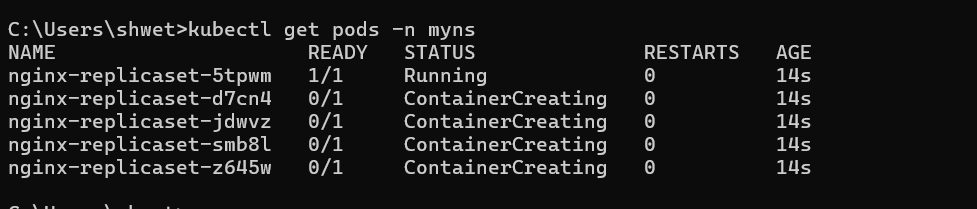 C:\Users\shwet>kubectl get pods -n myns
NAME                     READY   STATUS              RESTARTS   AGE
nginx-replicaset-5tpwm   1/1     Running             0          14s
nginx-replicaset-d7cn4   0/1     ContainerCreating   0          14s
nginx-replicaset-jdwvz   0/1     ContainerCreating   0          14s
nginx-replicaset-smb8l   0/1     ContainerCreating   0          14s
nginx-replicaset-z645w   0/1     ContainerCreating   0          14s